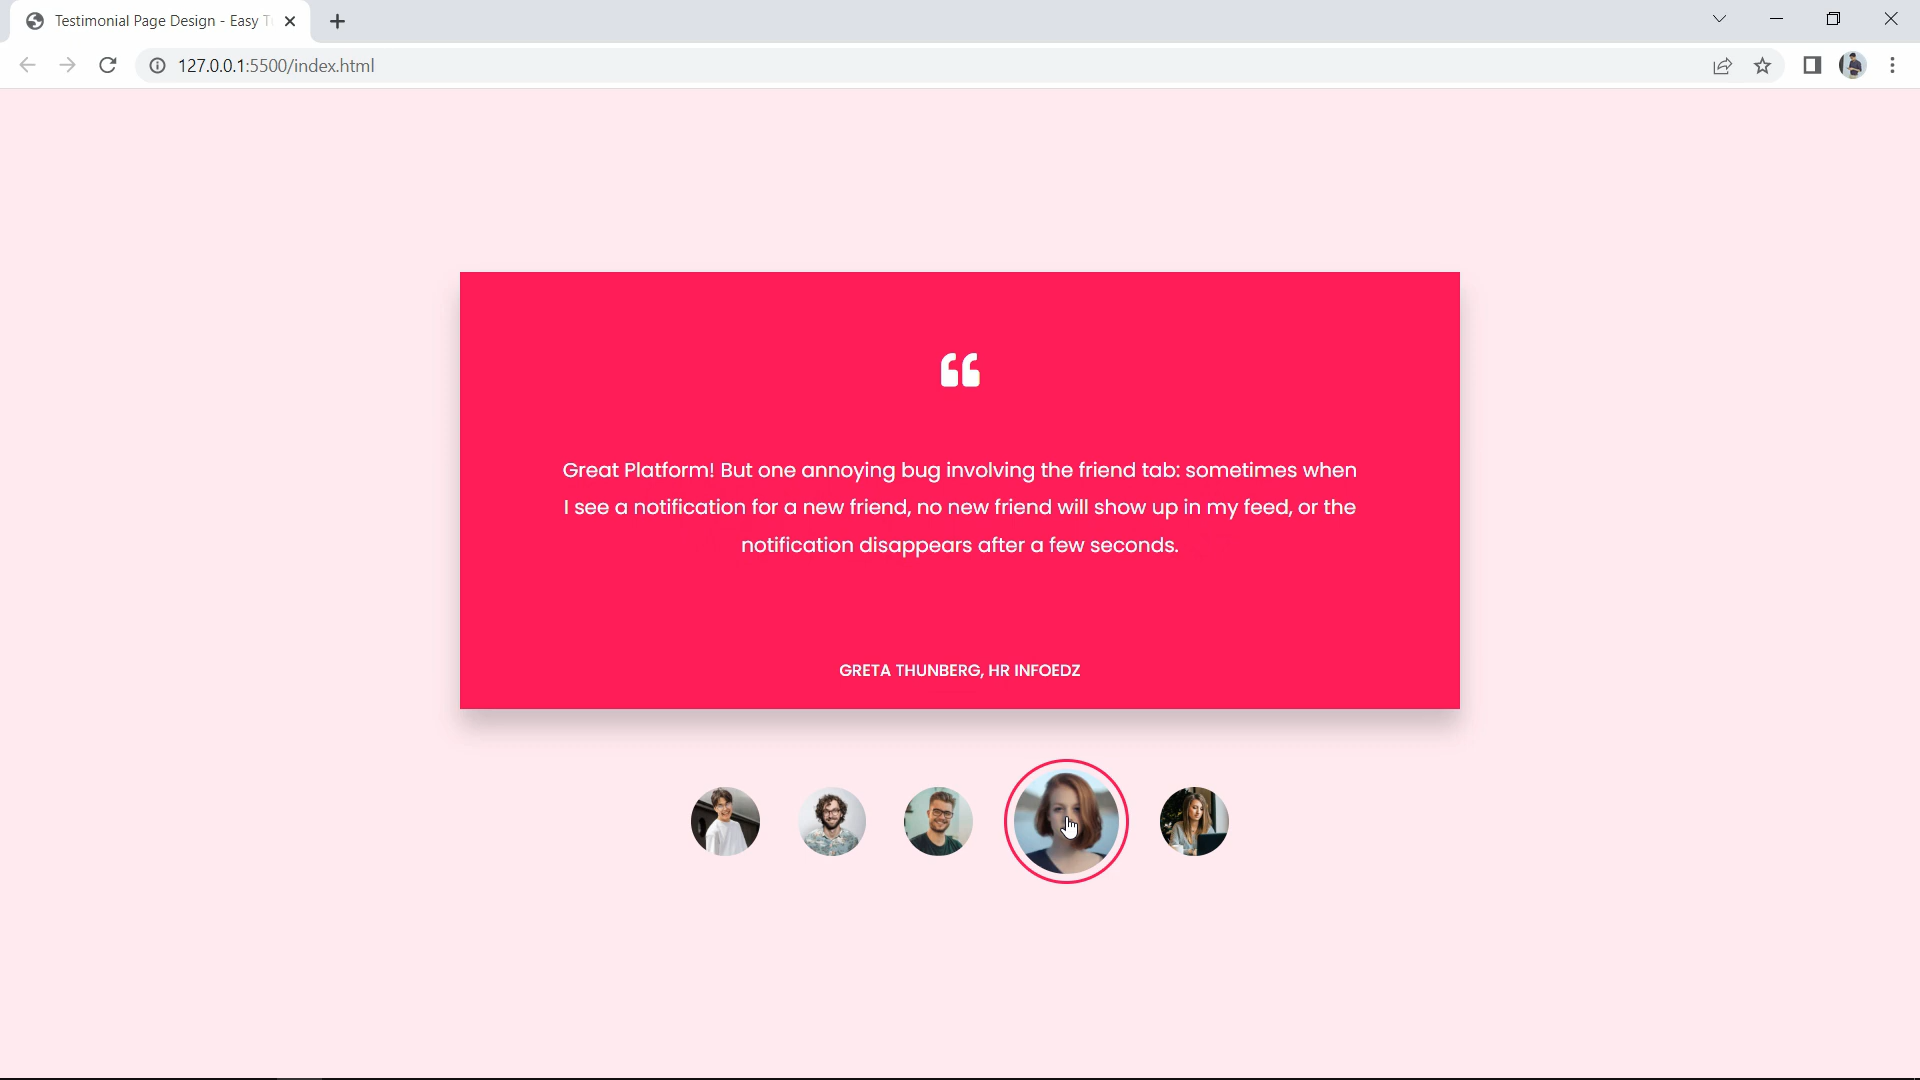 Testimonial Page Design - Easy T
127.0.0.1:5500/index.html
Great Platform! But one annoying bug involving the friend tab: sometimes when
I see a notification for a new friend, no new friend will show up in my feed, or the
notification disappears after a few seconds.
GRETA THUNBERG, HR INFOEDZ